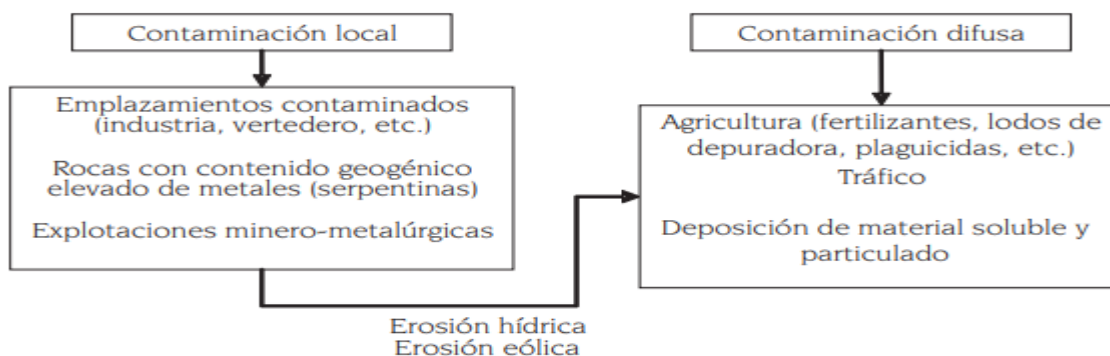 Contaminación local
Emplazamientos contaminados
(industria, vertedero, etc.)
Rocas con contenido geogénico
elevado de metales (serpentinas)
Explotaciones minero-metalúrgicas
Erosión hídrica
Erosión eólica
Contaminación difusa
Agricultura (fertilizantes, lodos de
depuradora, plaguicidas, etc.)
Tráfico
Deposición de material soluble y
particulado